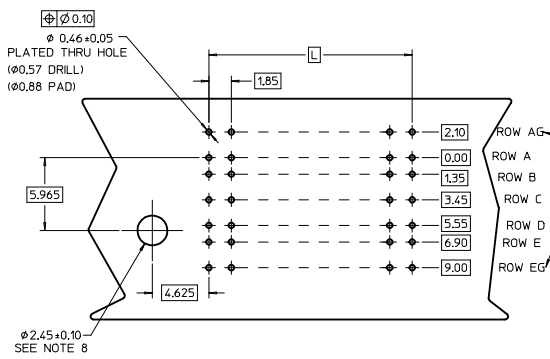 ⌖ Ø 0.10
Ø 0.46±0.05
PLATED THRU HOLE
(Ø0.57 DRILL)
(Ø0.88 PAD)
L
1.85
2.10 ROW AG
0.00 ROW A
1.35 ROW B
3.45 ROW C
5.55 ROW D
6.90 ROW E
9.00 ROW EG
5.965
4.625
Ø2.45±0.10
SEE NOTE 8